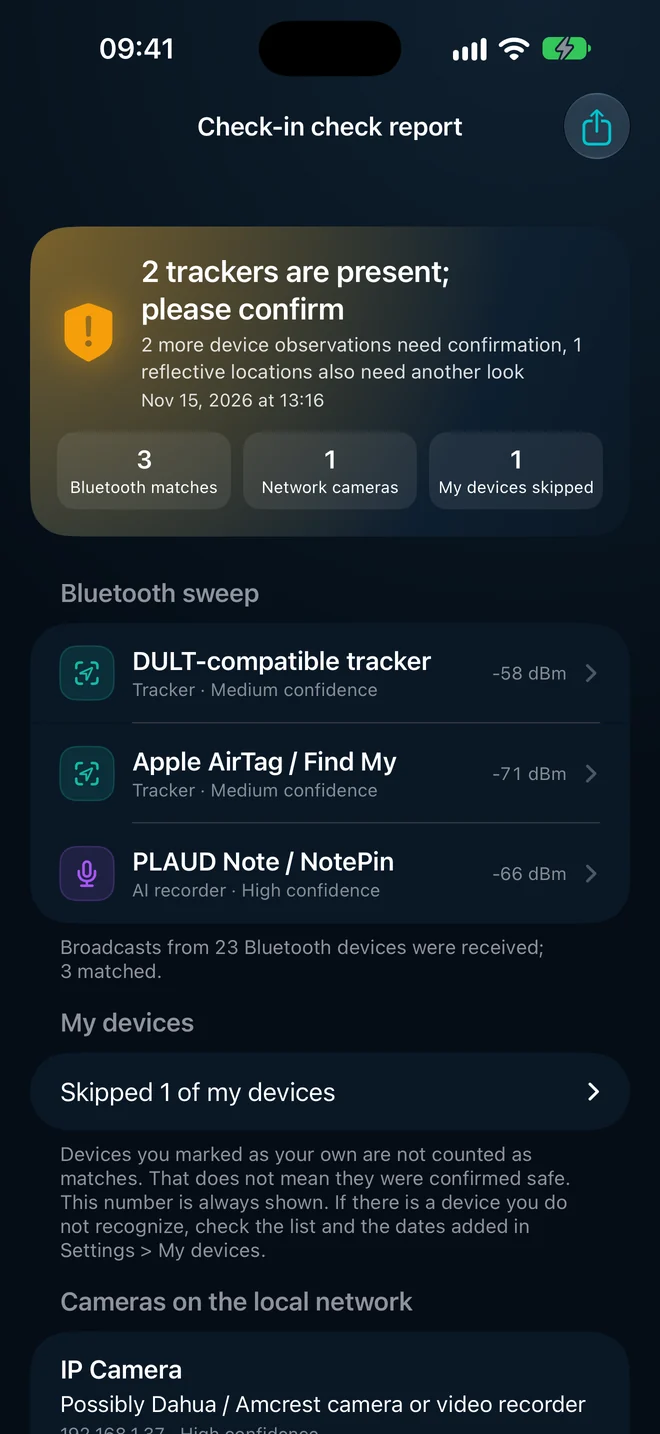 09:41
Check-in check report
2 trackers are present;
please confirm
2 more device observations need confirmation, 1
reflective locations also need another look
Nov 15, 2026 at 13:16
3
Bluetooth matches
1
Network cameras
1
My devices skipped
Bluetooth sweep
DULT-compatible tracker
Tracker · Medium confidence
-58 dBm
Apple AirTag / Find My
Tracker · Medium confidence
-71 dBm
PLAUD Note / NotePin
AI recorder · High confidence
-66 dBm
Broadcasts from 23 Bluetooth devices were received;
3 matched.
My devices
Skipped 1 of my devices
Devices you marked as your own are not counted as
matches. That does not mean they were confirmed safe.
This number is always shown. If there is a device you do
not recognize, check the list and the dates added in
Settings > My devices.
Cameras on the local network
IP Camera
Possibly Dahua / Amcrest camera or video recorder
192.168.1.37 · High confidence